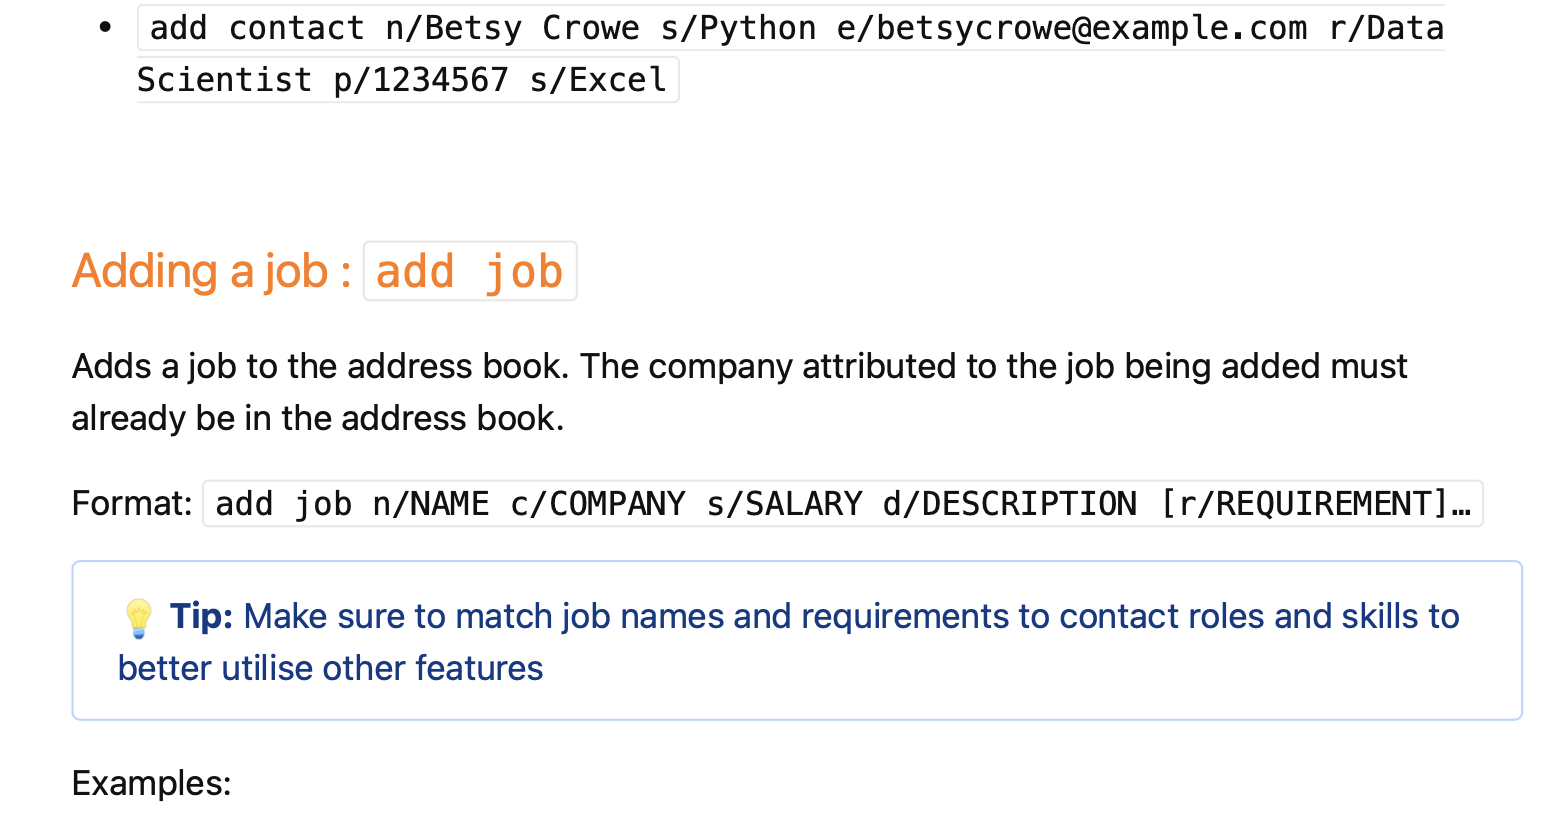 • add contact n/Betsy Crowe s/Python e/betsycrowe@example.com r/Data
Scientist p/1234567 s/Excel
Adding a job : add job
Adds a job to the address book. The company attributed to the job being added must
already be in the address book.
Format: add job n/NAME c/COMPANY s/SALARY d/DESCRIPTION [r/REQUIREMENT]…
💡 Tip: Make sure to match job names and requirements to contact roles and skills to
better utilise other features
Examples: